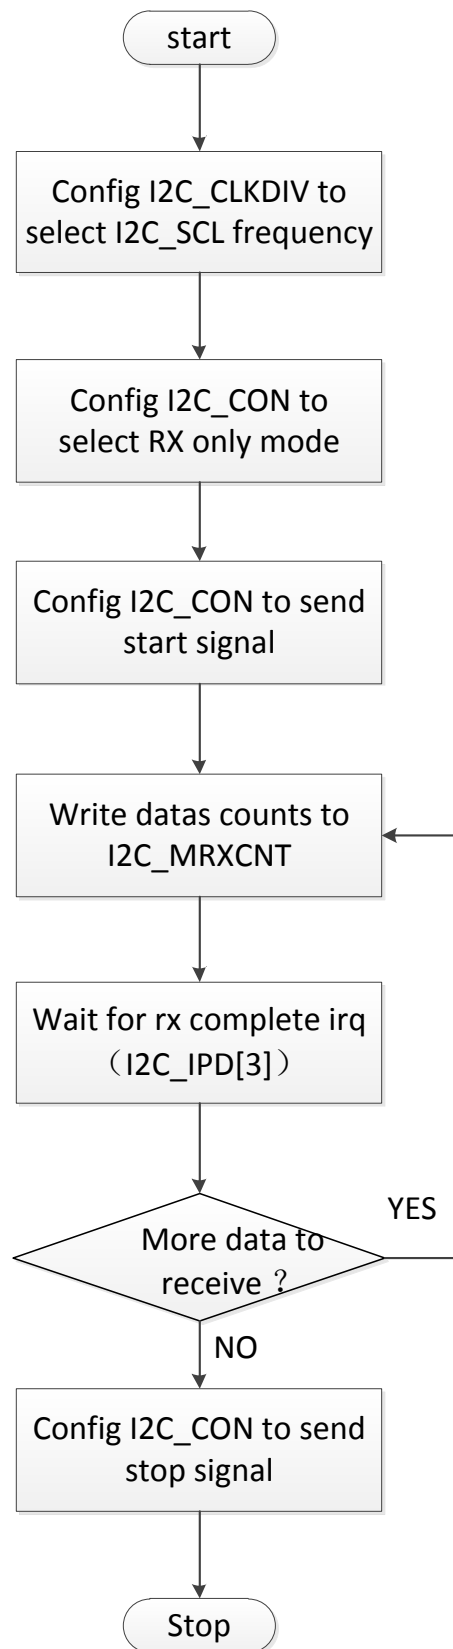 start
Config I2C_CLKDIV to
select I2C_SCL frequency
Config I2C_CON to
select RX only mode
Config I2C_CON to send
start signal
Write datas counts to
I2C_MRXCNT
Wait for rx complete irq
（I2C_IPD[3]）
More data to
receive ？
YES
NO
Config I2C_CON to send
stop signal
Stop